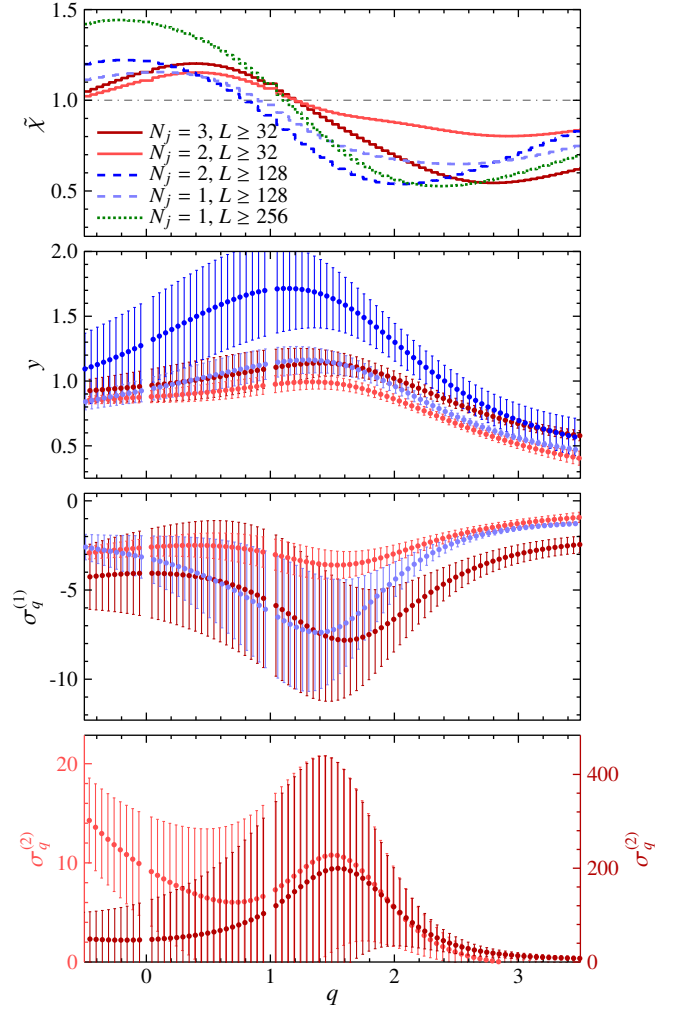 1.5
1.0
0.5
χ̃
N_j = 3, L ≥ 32
N_j = 2, L ≥ 32
N_j = 2, L ≥ 128
N_j = 1, L ≥ 128
N_j = 1, L ≥ 256
2.0
1.5
1.0
0.5
y
0
−5
−10
σ_q^(1)
20
10
0
σ_q^(2)
400
200
0
σ_q^(2)
0 1 2 3
q